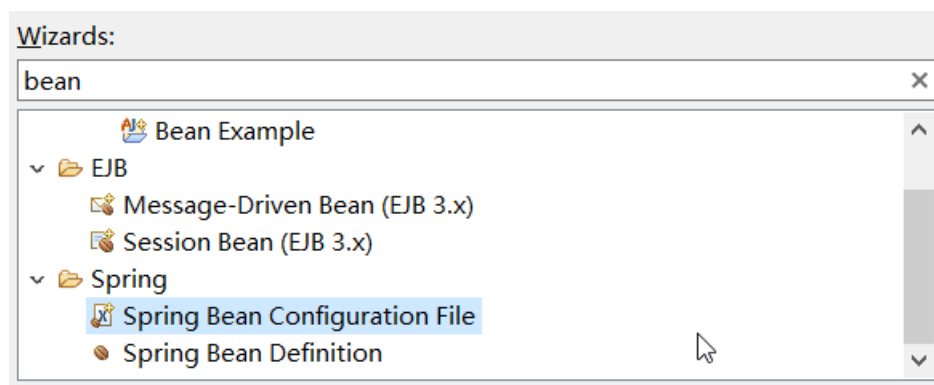 Wizards:
bean
Bean Example
EJB
Message-Driven Bean (EJB 3.x)
Session Bean (EJB 3.x)
Spring
Spring Bean Configuration File
Spring Bean Definition